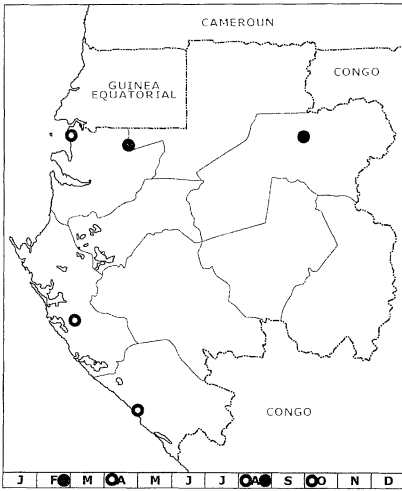 CAMEROUN
GUINEA
EQUATORIAL
CONGO
CONGO
J F M A M J J A S O N D